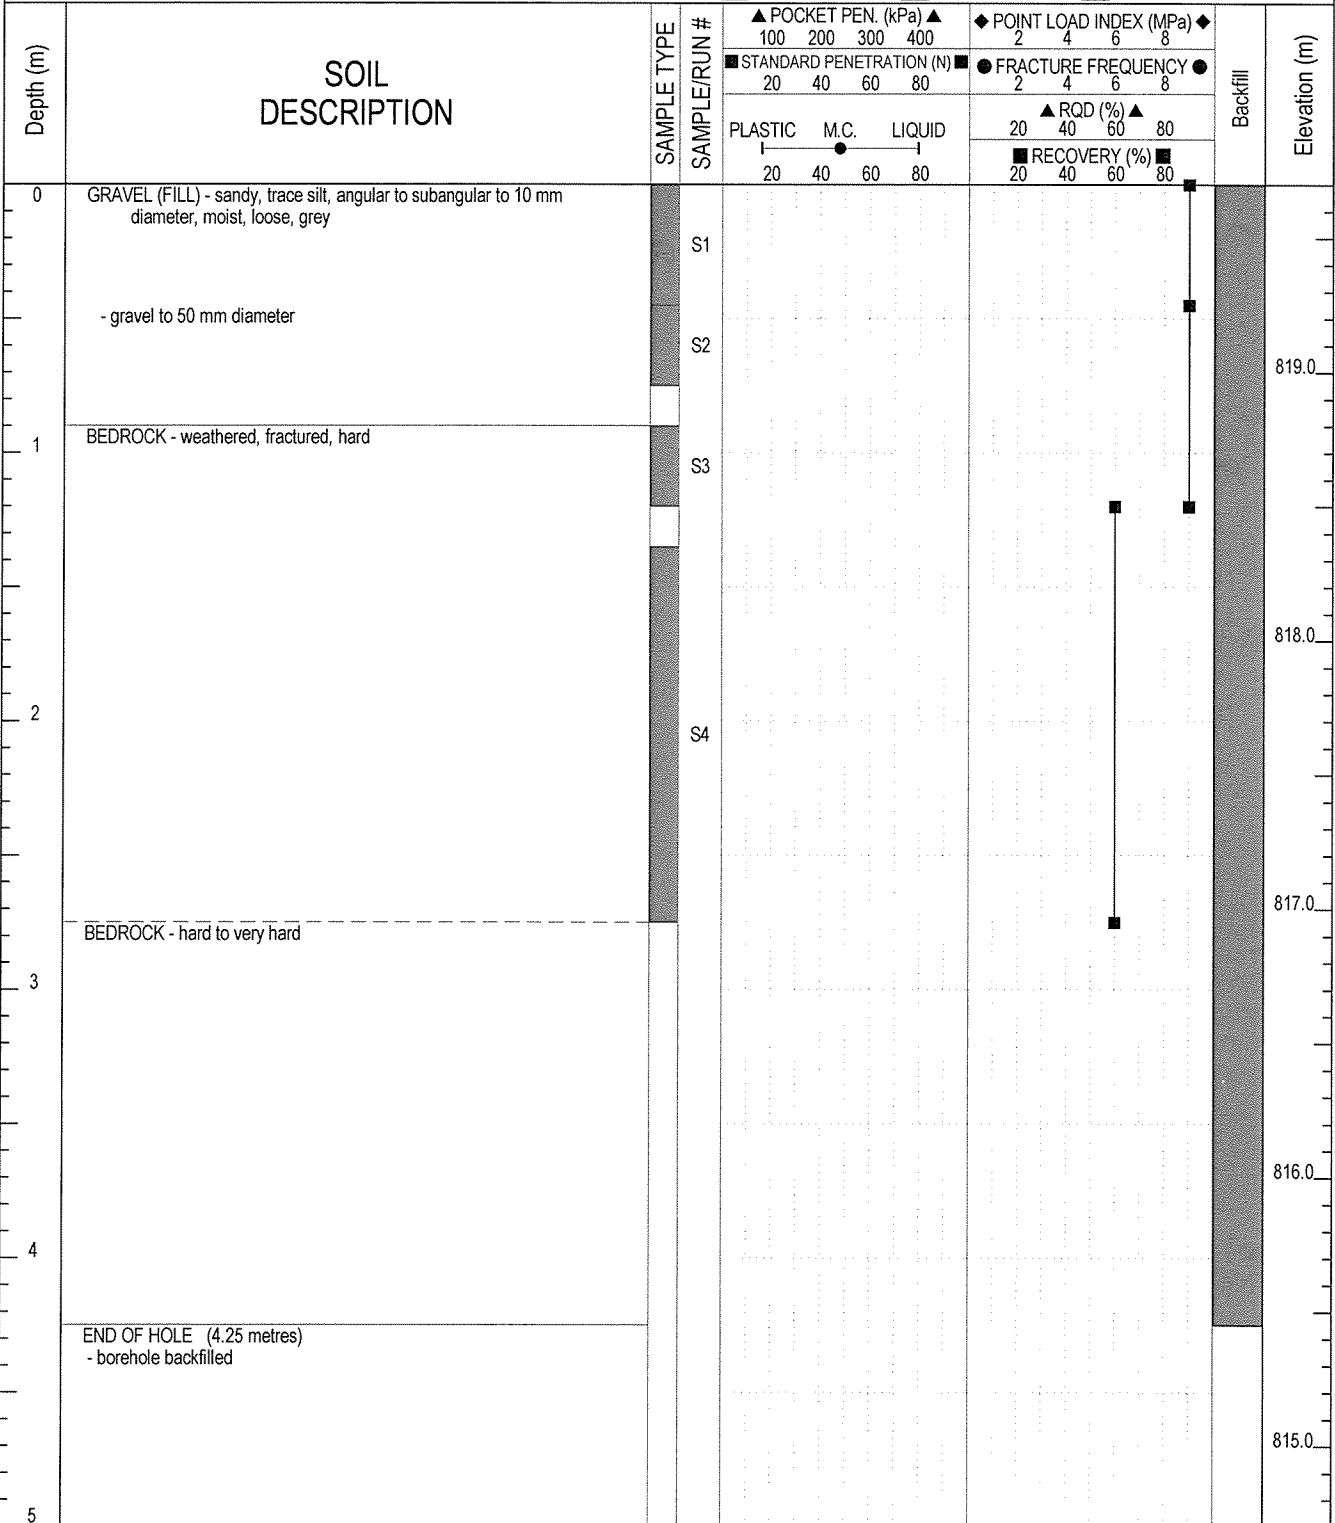 Depth (m)
SOIL
DESCRIPTION
SAMPLE TYPE
SAMPLE/RUN #
▲ POCKET PEN. (kPa) ▲
100 200 300 400
■ STANDARD PENETRATION (N) ■
20 40 60 80
PLASTIC M.C. LIQUID
20 40 60 80
◆ POINT LOAD INDEX (MPa) ◆
2 4 6 8
● FRACTURE FREQUENCY ●
2 4 6 8
▲ RQD (%) ▲
20 40 60 80
■ RECOVERY (%) ■
20 40 60 80
Backfill
Elevation (m)
0
GRAVEL (FILL) - sandy, trace silt, angular to subangular to 10 mm
diameter, moist, loose, grey
S1
- gravel to 50 mm diameter
S2
819.0
1
BEDROCK - weathered, fractured, hard
S3
818.0
2
S4
817.0
BEDROCK - hard to very hard
3
816.0
4
END OF HOLE (4.25 metres)
- borehole backfilled
815.0
5